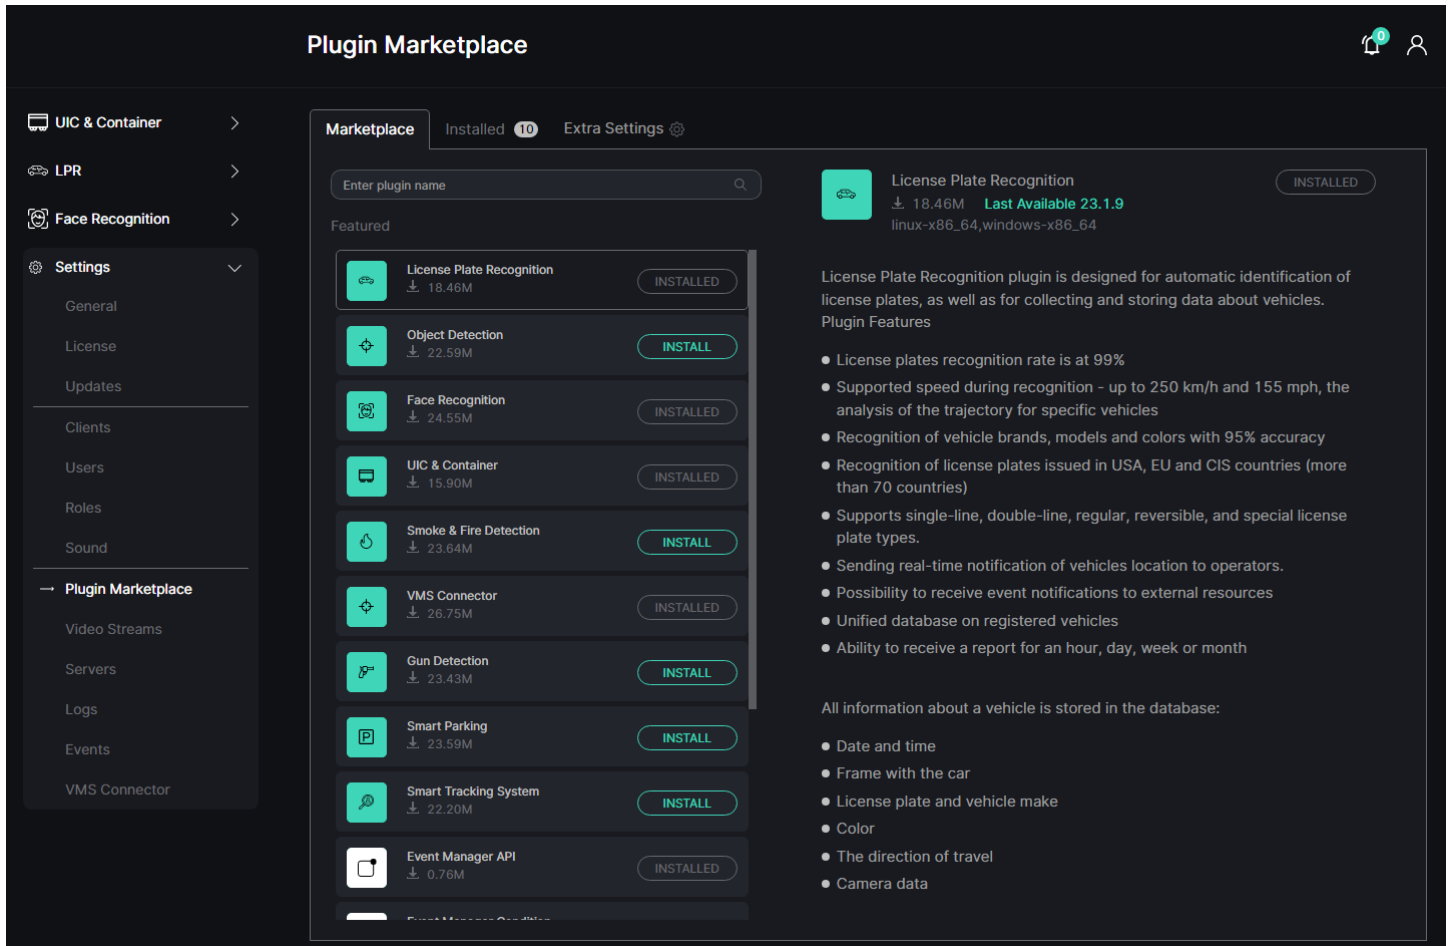 Plugin Marketplace
0
UIC & Container
LPR
Face Recognition
Settings
General
License
Updates
Clients
Users
Roles
Sound
Plugin Marketplace
Video Streams
Servers
Logs
Events
VMS Connector
Marketplace
Installed 10
Extra Settings
Enter plugin name
Featured
License Plate Recognition
18.46M
INSTALLED
Object Detection
22.59M
INSTALL
Face Recognition
24.55M
INSTALLED
UIC & Container
15.90M
INSTALLED
Smoke & Fire Detection
23.64M
INSTALL
VMS Connector
26.75M
INSTALLED
Gun Detection
23.43M
INSTALL
Smart Parking
23.59M
INSTALL
Smart Tracking System
22.20M
INSTALL
Event Manager API
0.76M
INSTALLED
Event Manager Condition
License Plate Recognition
18.46M Last Available 23.1.9
linux-x86_64,windows-x86_64
INSTALLED
License Plate Recognition plugin is designed for automatic identification of
license plates, as well as for collecting and storing data about vehicles.
Plugin Features
● License plates recognition rate is at 99%
● Supported speed during recognition - up to 250 km/h and 155 mph, the
analysis of the trajectory for specific vehicles
● Recognition of vehicle brands, models and colors with 95% accuracy
● Recognition of license plates issued in USA, EU and CIS countries (more
than 70 countries)
● Supports single-line, double-line, regular, reversible, and special license
plate types.
● Sending real-time notification of vehicles location to operators.
● Possibility to receive event notifications to external resources
● Unified database on registered vehicles
● Ability to receive a report for an hour, day, week or month
All information about a vehicle is stored in the database:
● Date and time
● Frame with the car
● License plate and vehicle make
● Color
● The direction of travel
● Camera data